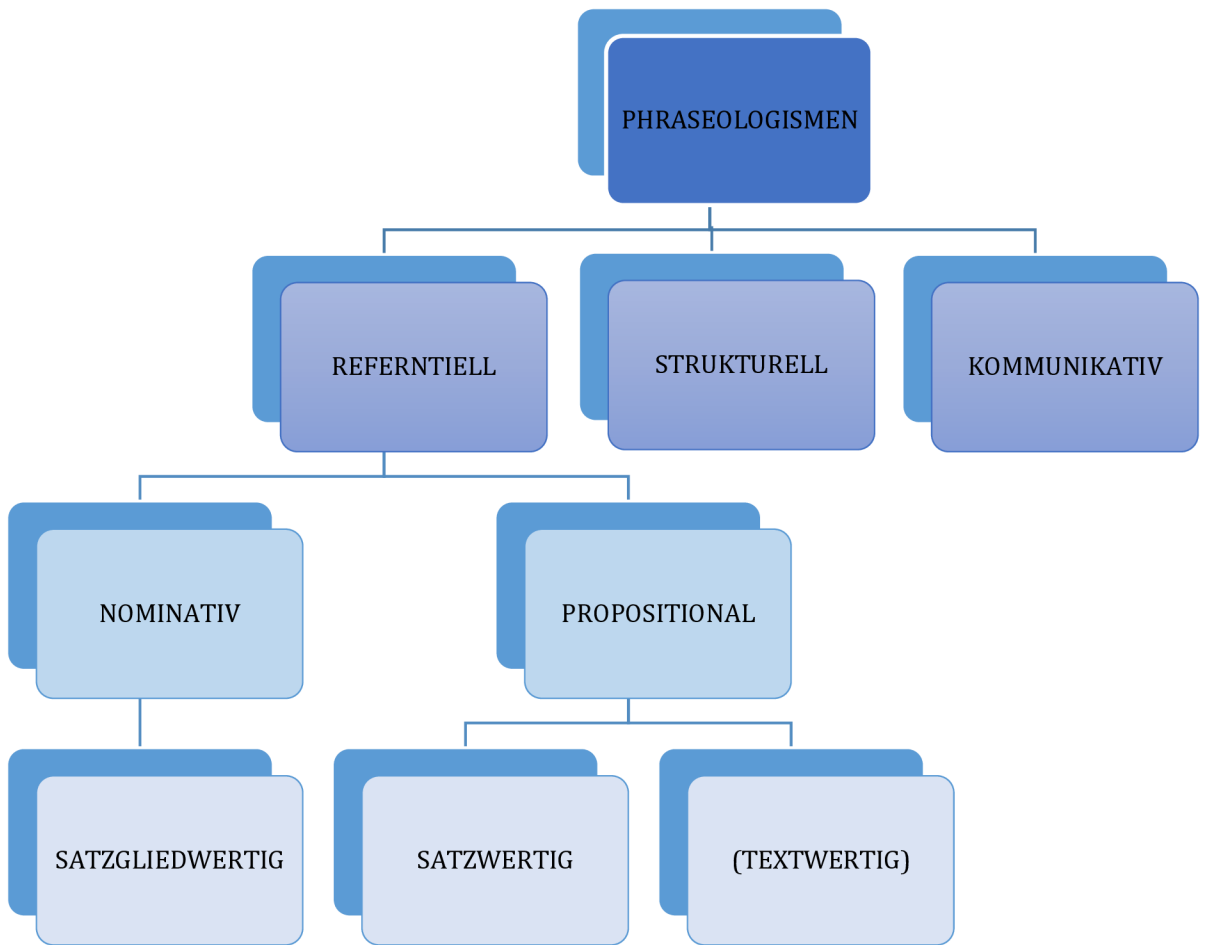 PHRASEOLOGISMEN
REFERNTIELL
STRUKTURELL
KOMMUNIKATIV
NOMINATIV
PROPOSITIONAL
SATZGLIEDWERTIG
SATZWERTIG
(TEXTWERTIG)